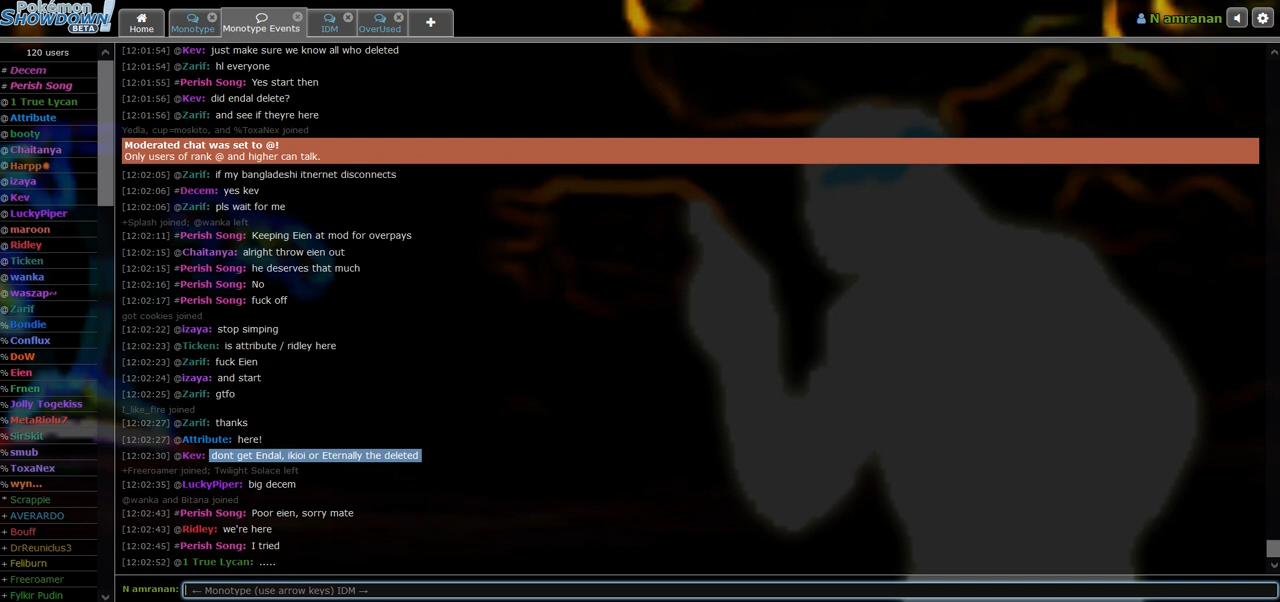 Pokémon
SHOWDOWN!
BETA
Home
Monotype
Monotype Events
IDM
OverUsed
N amranan
120 users
# Decem
# Perish Song
@ 1 True Lycan
@ Attribute
@ booty
@ Chaitanya
@ Harpp
@ izaya
@ Kev
@ LuckyPiper
@ maroon
@ Ridley
@ Ticken
@ wanka
@ waszap~
@ Zarif
% Bondie
% Conflux
% DoW
% Eien
% Frnen
% Jolly Togekiss
% MetaRioluZ
% SirSkit
% smub
% ToxaNex
% wyn...
* Scrappie
+ AVERARDO
+ Bouff
+ DrReuniclus3
+ Feliburn
+ Freeroamer
+ Fylkir Pudin
[12:01:54] @Kev: just make sure we know all who deleted
[12:01:54] @Zarif: hl everyone
[12:01:55] #Perish Song: Yes start then
[12:01:56] @Kev: did endal delete?
[12:01:56] @Zarif: and see if theyre here
Yedla, cup=moskito, and %ToxaNex joined
Moderated chat was set to @!
Only users of rank @ and higher can talk.
[12:02:05] @Zarif: if my bangladeshi itnernet disconnects
[12:02:06] #Decem: yes kev
[12:02:06] @Zarif: pls wait for me
+Splash joined; @wanka left
[12:02:11] #Perish Song: Keeping Eien at mod for overpays
[12:02:15] @Chaitanya: alright throw eien out
[12:02:15] #Perish Song: he deserves that much
[12:02:16] #Perish Song: No
[12:02:17] #Perish Song: fuck off
got cookies joined
[12:02:22] @izaya: stop simping
[12:02:23] @Ticken: is attribute / ridley here
[12:02:23] @Zarif: fuck Eien
[12:02:24] @izaya: and start
[12:02:25] @Zarif: gtfo
I_like_fire joined
[12:02:27] @Zarif: thanks
[12:02:27] @Attribute: here!
[12:02:30] @Kev: dont get Endal, ikioi or Eternally the deleted
+Freeroamer joined; Twilight Solace left
[12:02:35] @LuckyPiper: big decem
@wanka and Bitana joined
[12:02:43] #Perish Song: Poor eien, sorry mate
[12:02:43] @Ridley: we're here
[12:02:45] #Perish Song: I tried
[12:02:52] @1 True Lycan: .....
N amranan: ← Monotype (use arrow keys) IDM →